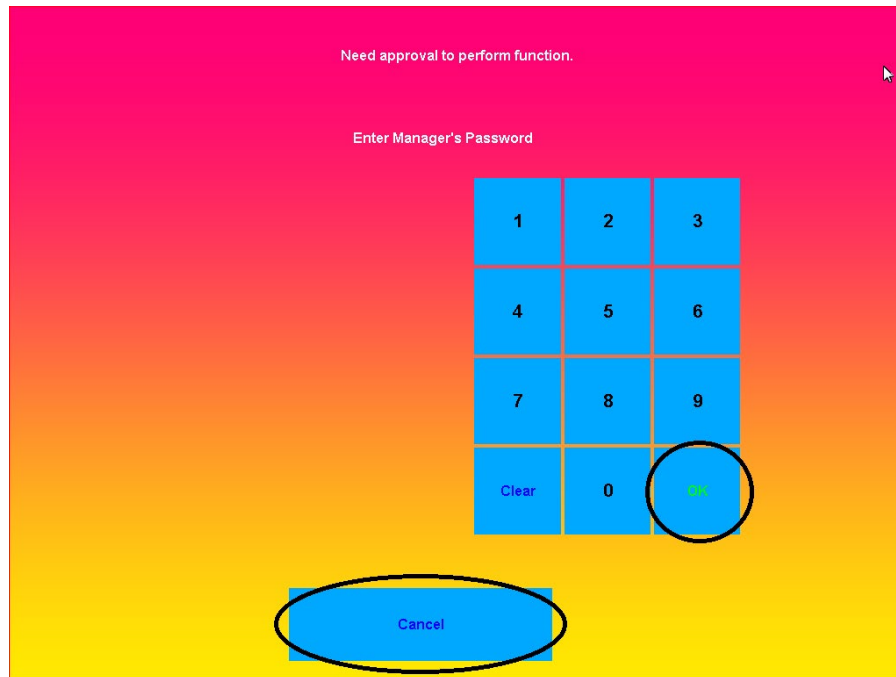 Need approval to perform function.
Enter Manager's Password
1 2 3
4 5 6
7 8 9
Clear 0 OK
Cancel